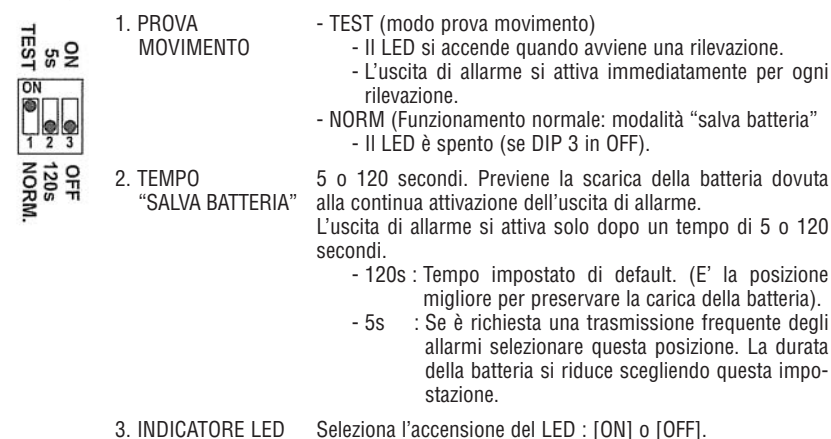 TEST 5s ON
ON
1 2 3
NORM. 120s OFF
1. PROVA MOVIMENTO
- TEST (modo prova movimento)
- Il LED si accende quando avviene una rilevazione.
- L'uscita di allarme si attiva immediatamente per ogni
rilevazione.
- NORM (Funzionamento normale: modalità “salva batteria”
- Il LED è spento (se DIP 3 in OFF).
2. TEMPO
“SALVA BATTERIA”
5 o 120 secondi. Previene la scarica della batteria dovuta
alla continua attivazione dell'uscita di allarme.
L'uscita di allarme si attiva solo dopo un tempo di 5 o 120
secondi.
- 120s : Tempo impostato di default. (E' la posizione
migliore per preservare la carica della batteria).
- 5s : Se è richiesta una trasmissione frequente degli
allarmi selezionare questa posizione. La durata
della batteria si riduce scegliendo questa impo-
stazione.
3. INDICATORE LED
Seleziona l'accensione del LED : [ON] o [OFF].